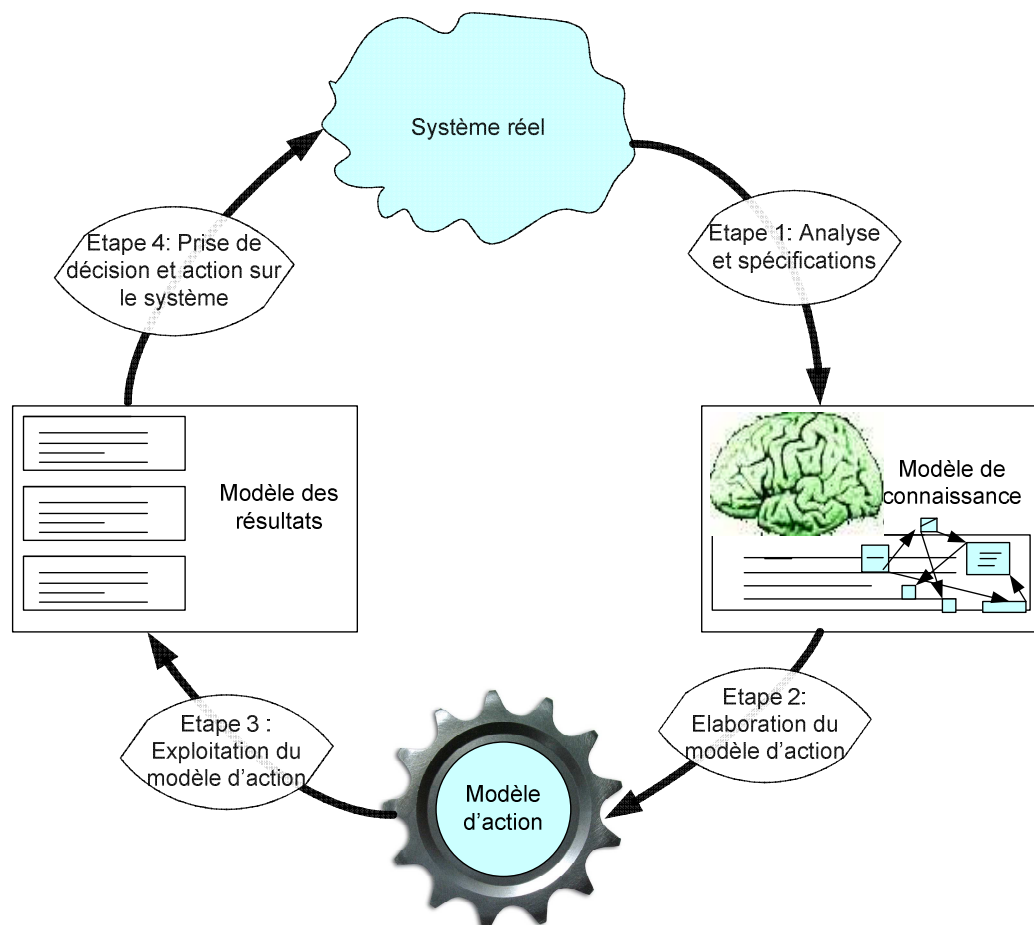 Système réel
Etape 1: Analyse
et spécifications
Modèle de
connaissance
Etape 2:
Elaboration du
modèle d'action
Modèle
d'action
Etape 3 :
Exploitation du
modèle d'action
Modèle des
résultats
Etape 4: Prise de
décision et action sur
le système